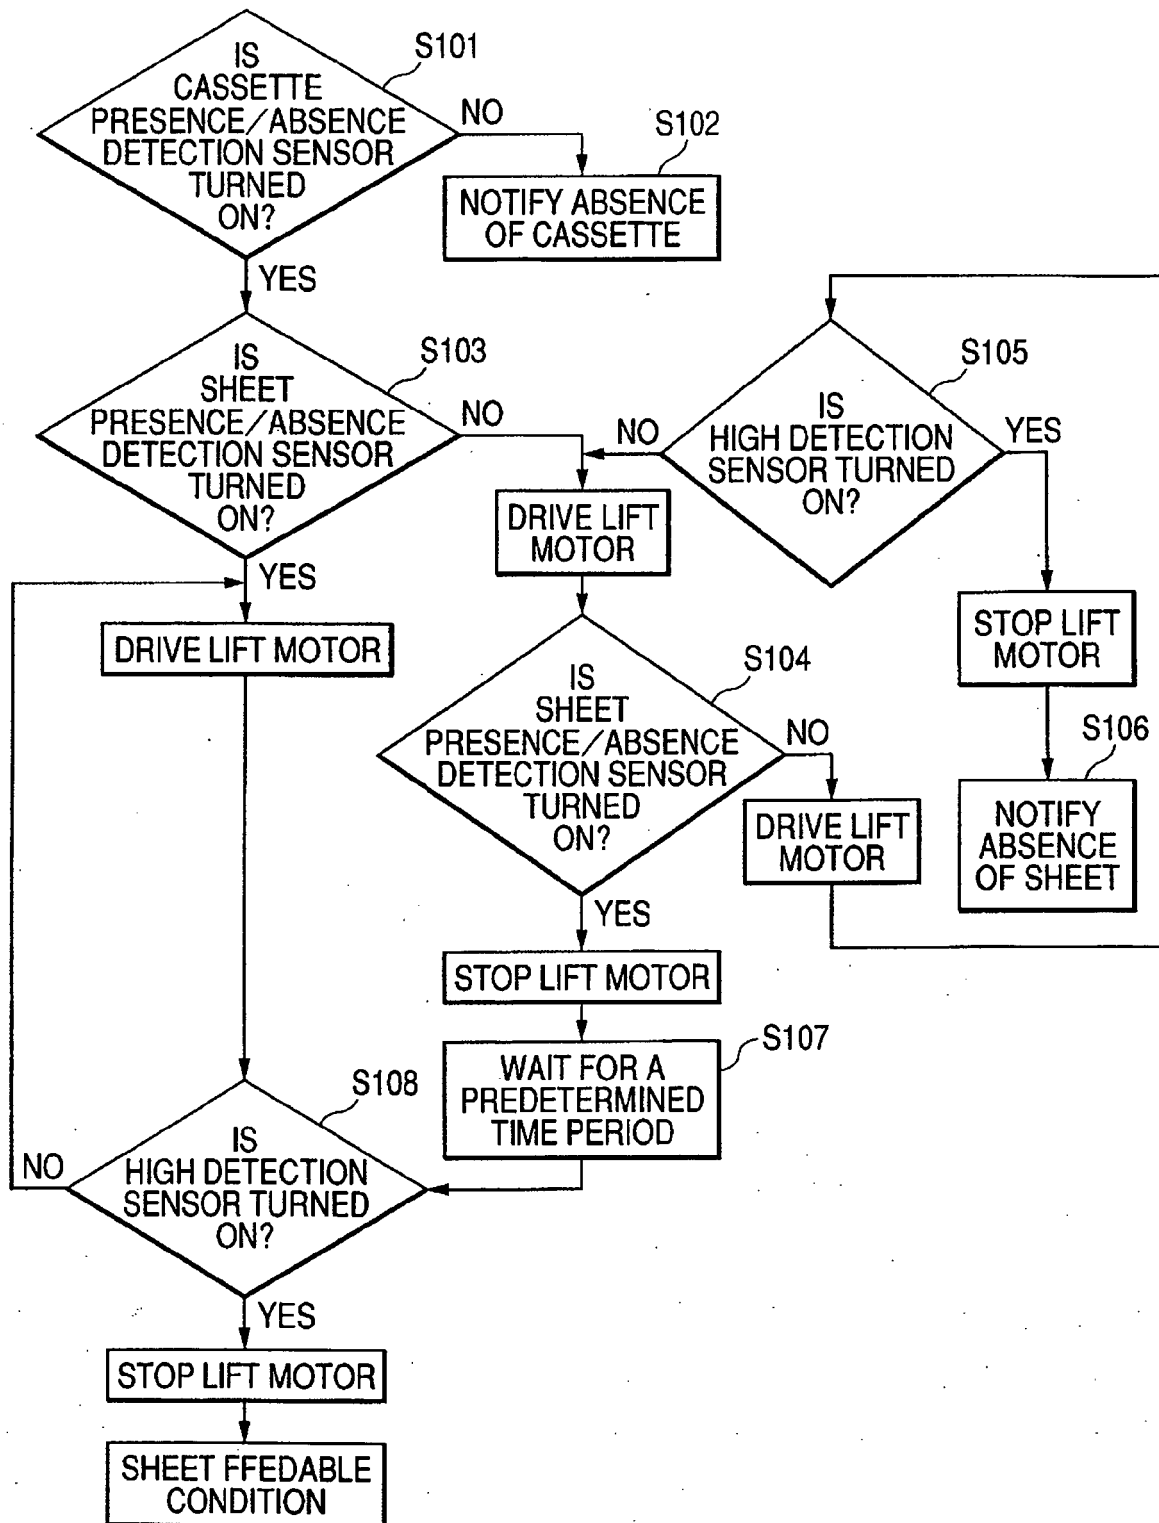 IS
CASSETTE
PRESENCE/ABSENCE
DETECTION SENSOR
TURNED
ON?
S101
NO
S102
NOTIFY ABSENCE
OF CASSETTE
YES
IS
SHEET
PRESENCE/ABSENCE
DETECTION SENSOR
TURNED
ON?
S103
NO
YES
DRIVE LIFT MOTOR
S105
IS
HIGH DETECTION
SENSOR TURNED
ON?
NO
YES
DRIVE LIFT
MOTOR
STOP LIFT
MOTOR
S106
NOTIFY
ABSENCE
OF SHEET
S104
IS
SHEET
PRESENCE/ABSENCE
DETECTION SENSOR
TURNED
ON?
NO
DRIVE LIFT
MOTOR
YES
STOP LIFT MOTOR
S107
WAIT FOR A
PREDETERMINED
TIME PERIOD
S108
IS
HIGH DETECTION
SENSOR TURNED
ON?
NO
YES
STOP LIFT MOTOR
SHEET FFEDABLE
CONDITION